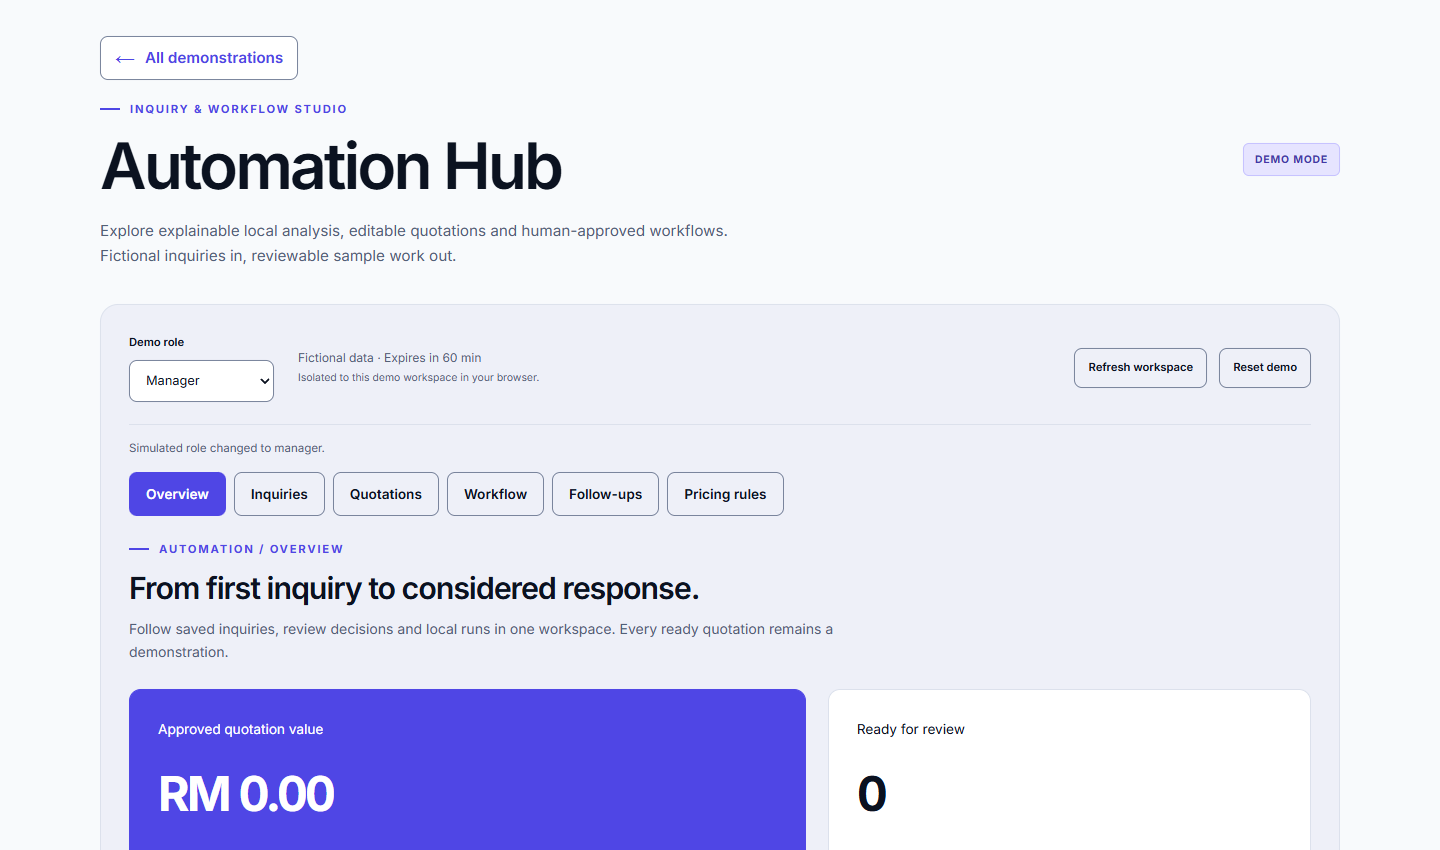 ← All demonstrations
INQUIRY & WORKFLOW STUDIO
Automation Hub
DEMO MODE
Explore explainable local analysis, editable quotations and human-approved workflows.
Fictional inquiries in, reviewable sample work out.
Demo role
Manager
Fictional data · Expires in 60 min
Isolated to this demo workspace in your browser.
Refresh workspace
Reset demo
Simulated role changed to manager.
Overview
Inquiries
Quotations
Workflow
Follow-ups
Pricing rules
AUTOMATION / OVERVIEW
From first inquiry to considered response.
Follow saved inquiries, review decisions and local runs in one workspace. Every ready quotation remains a
demonstration.
Approved quotation value
RM 0.00
Ready for review
0